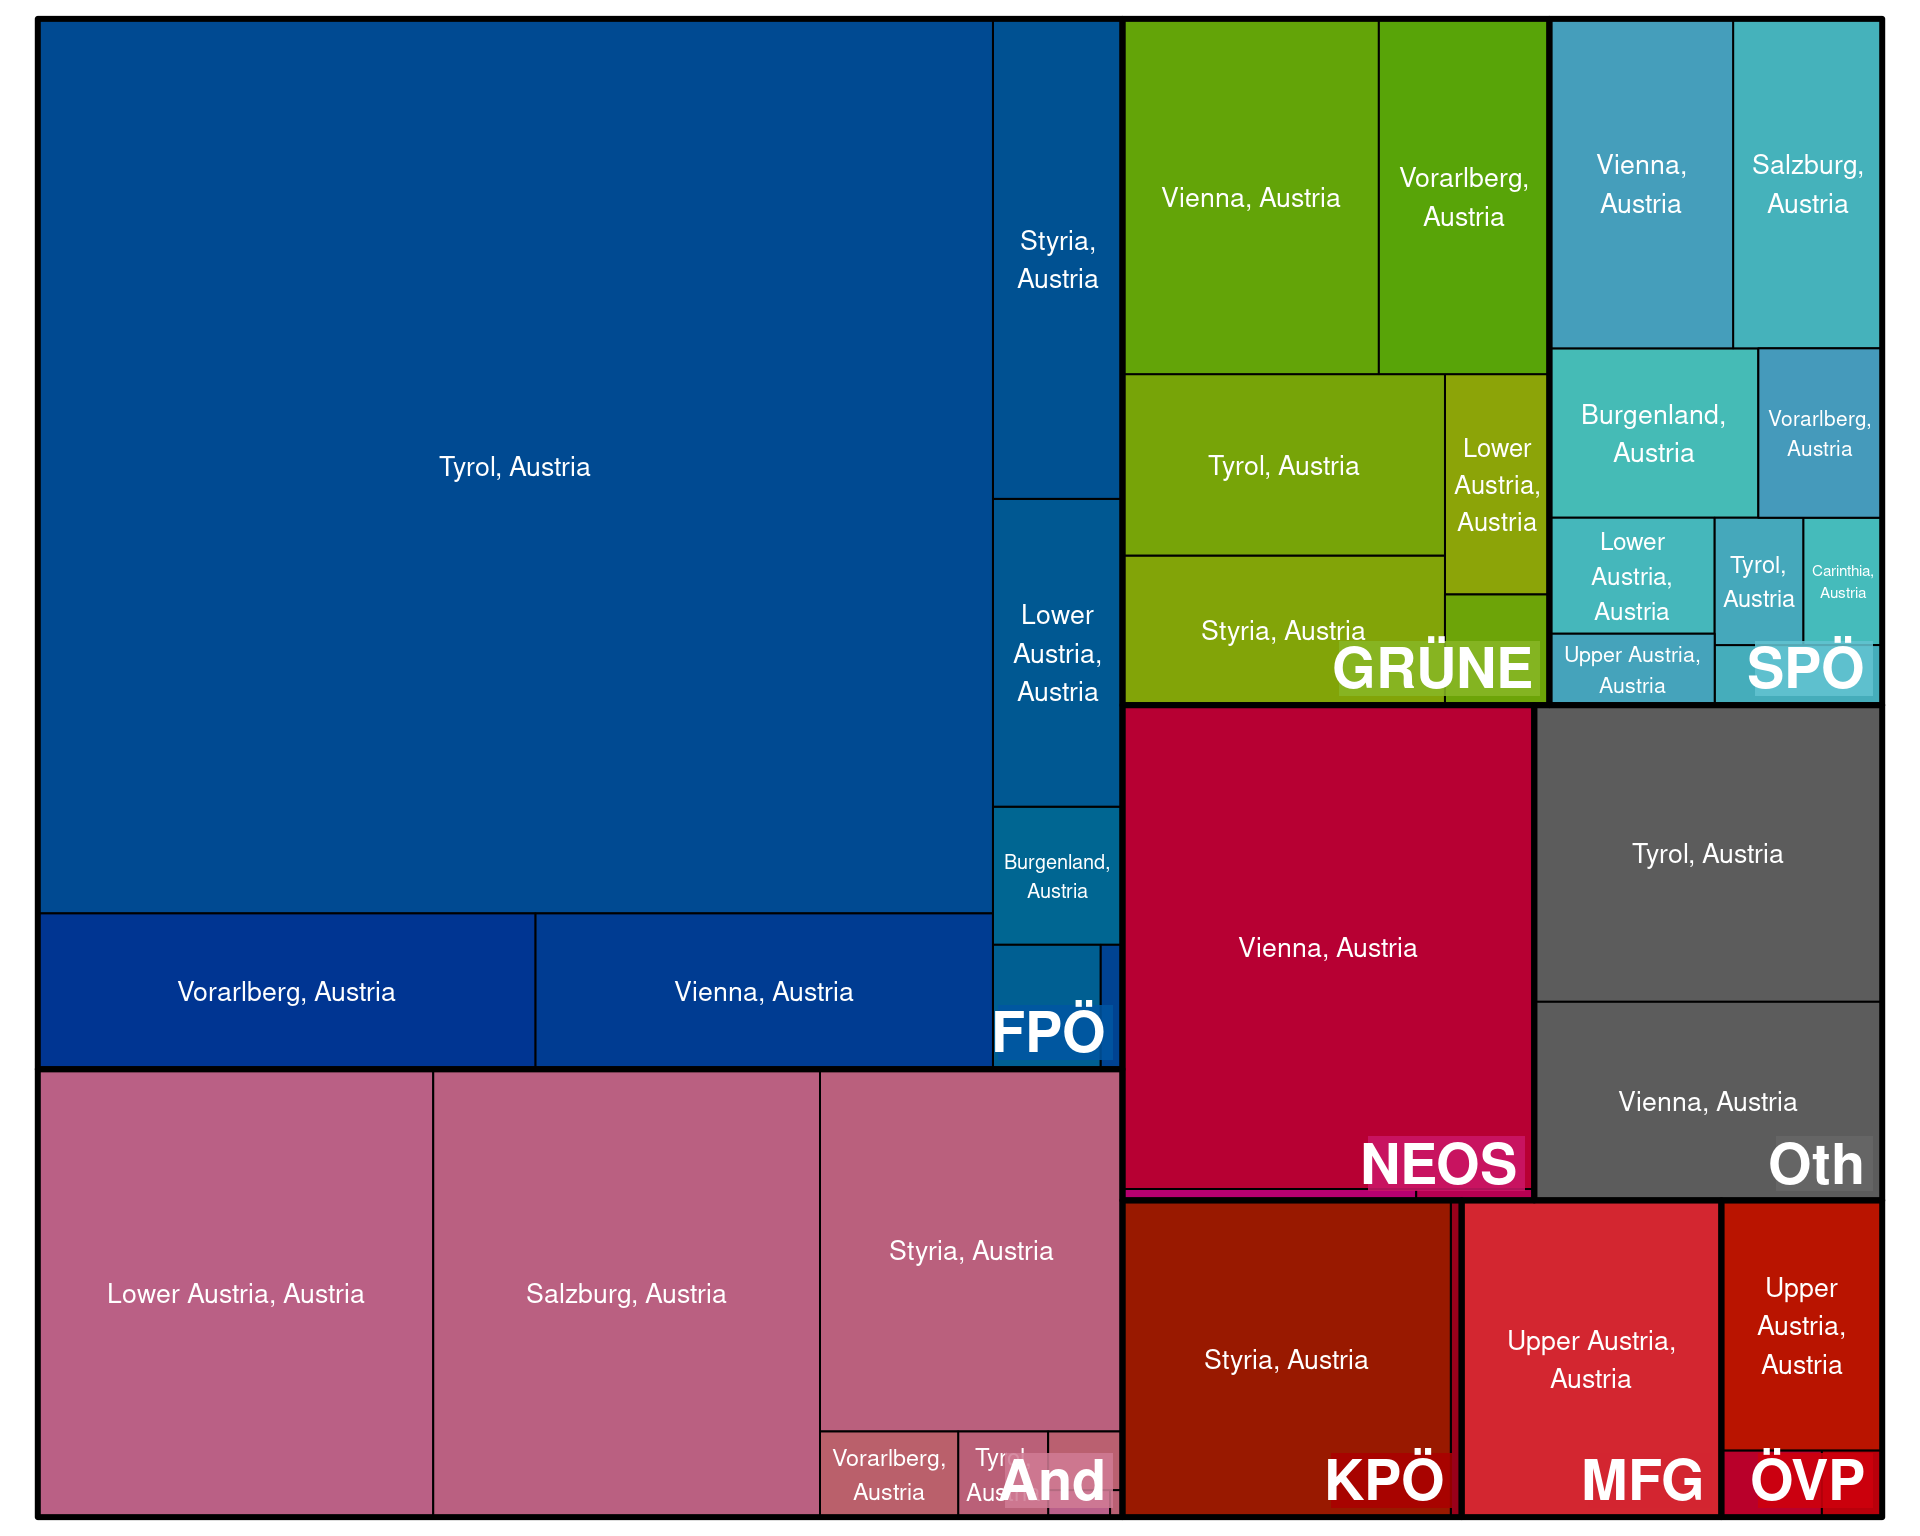 Tyrol, Austria
Styria,
Austria
Lower
Austria,
Austria
Burgenland,
Austria
Vorarlberg, Austria
Vienna, Austria
FPÖ
Lower Austria, Austria
Salzburg, Austria
Styria, Austria
Vorarlberg,
Austria
Tyrol,
Austria
And
Vienna, Austria
Vorarlberg,
Austria
Tyrol, Austria
Lower
Austria,
Austria
Styria, Austria
GRÜNE
Vienna,
Austria
Salzburg,
Austria
Burgenland,
Austria
Vorarlberg,
Austria
Lower
Austria,
Austria
Tyrol,
Austria
Carinthia,
Austria
Upper Austria,
Austria
SPÖ
Vienna, Austria
NEOS
Tyrol, Austria
Vienna, Austria
Oth
Styria, Austria
KPÖ
Upper Austria,
Austria
MFG
Upper
Austria,
Austria
ÖVP